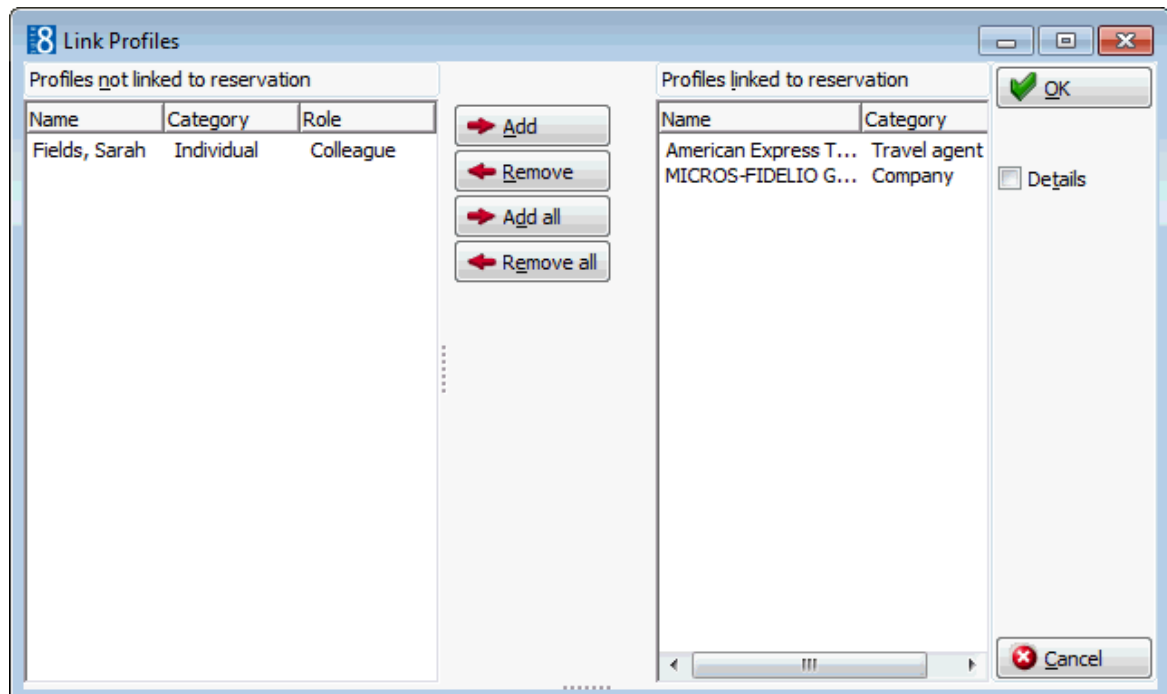 8 Link Profiles
Profiles not linked to reservation
Name Category Role
Fields, Sarah Individual Colleague
Add
Remove
Add all
Remove all
Profiles linked to reservation
Name Category
American Express T... Travel agent
MICROS-FIDELIO G... Company
OK
Details
Cancel